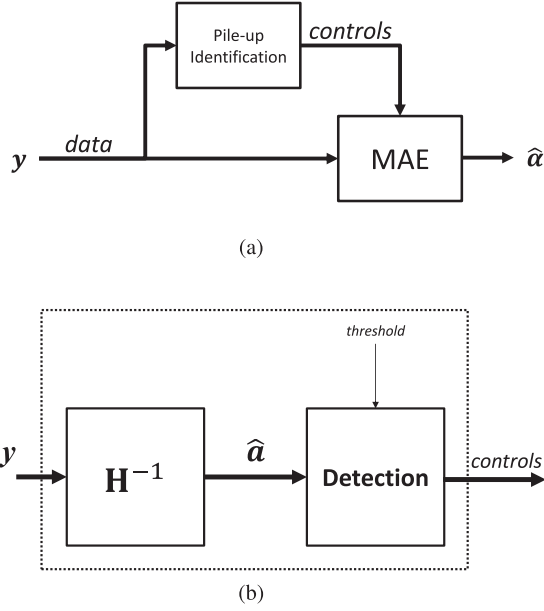 Pile-up
Identification
controls
data
y
MAE
α̂
(a)
threshold
y
H⁻¹
â
Detection
controls
(b)